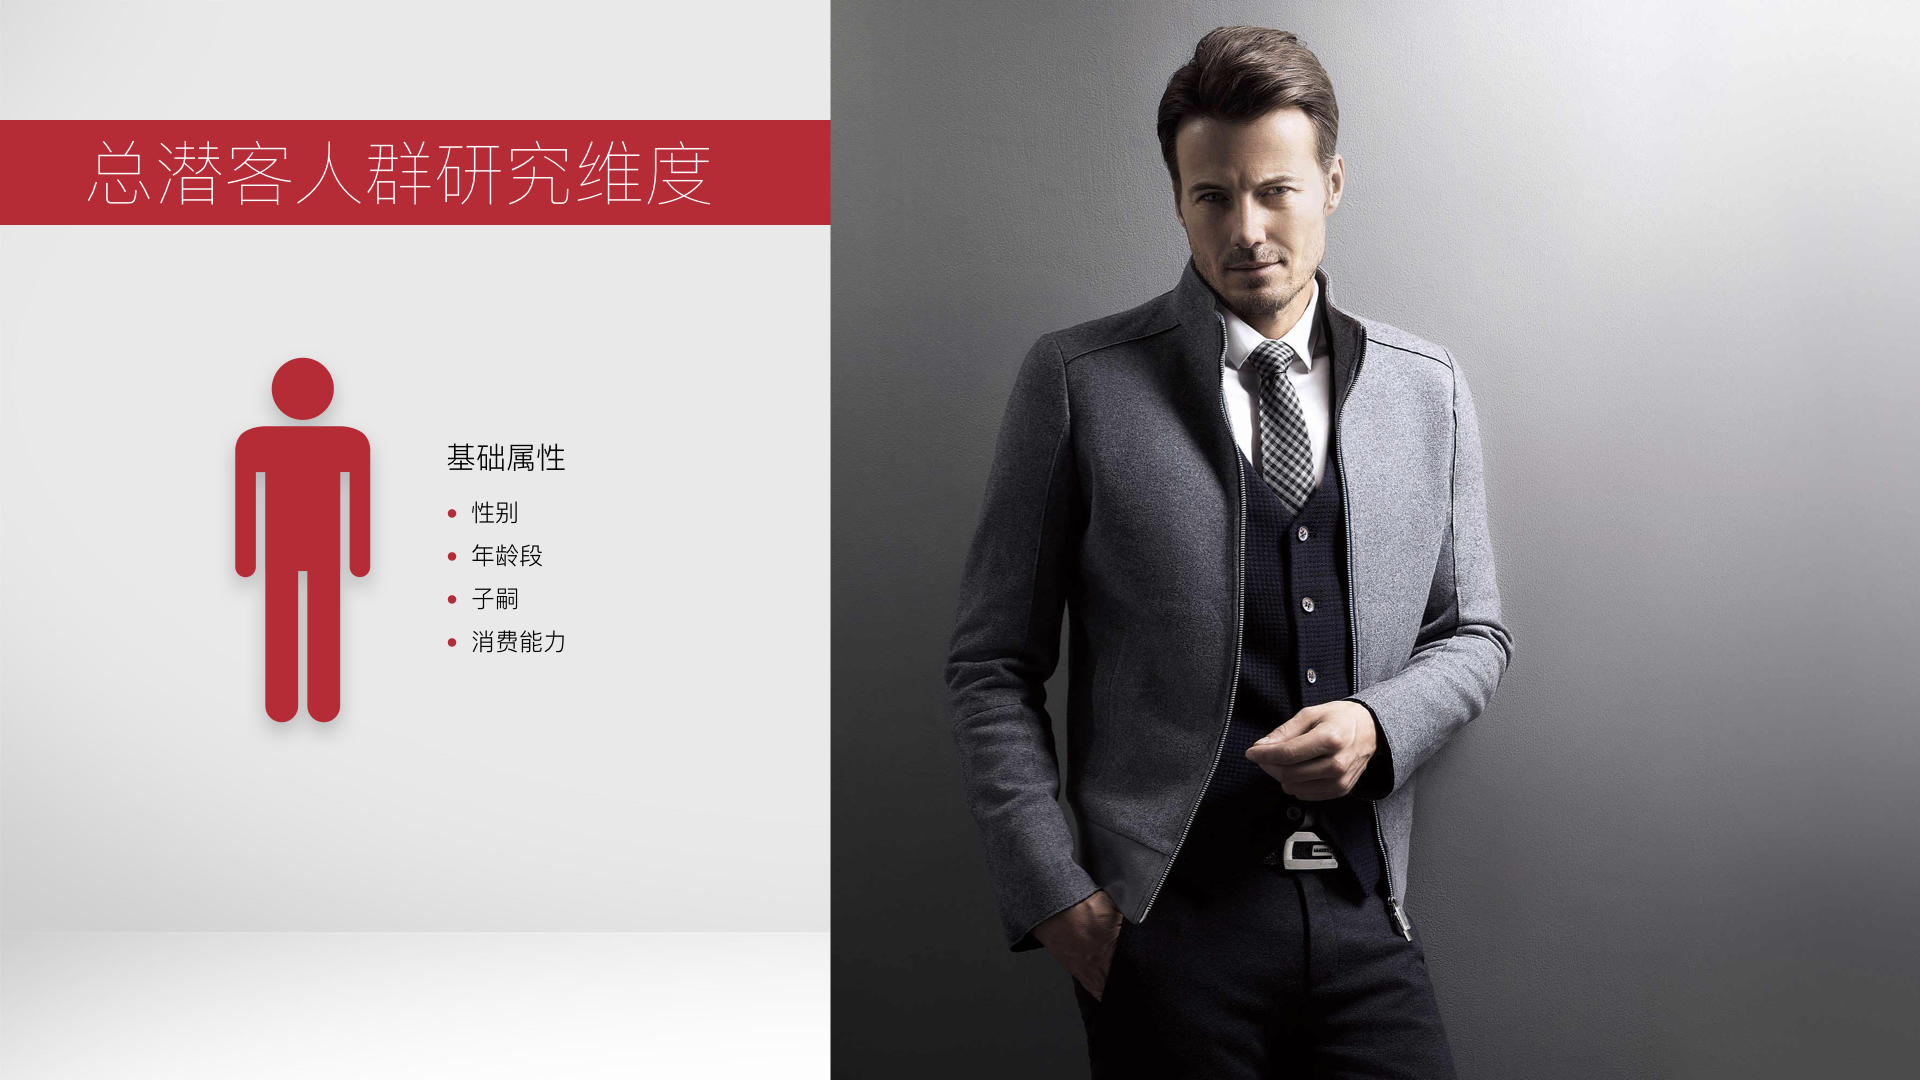 总潜客人群研究维度
基础属性
• 性别
• 年龄段
• 子嗣
• 消费能力